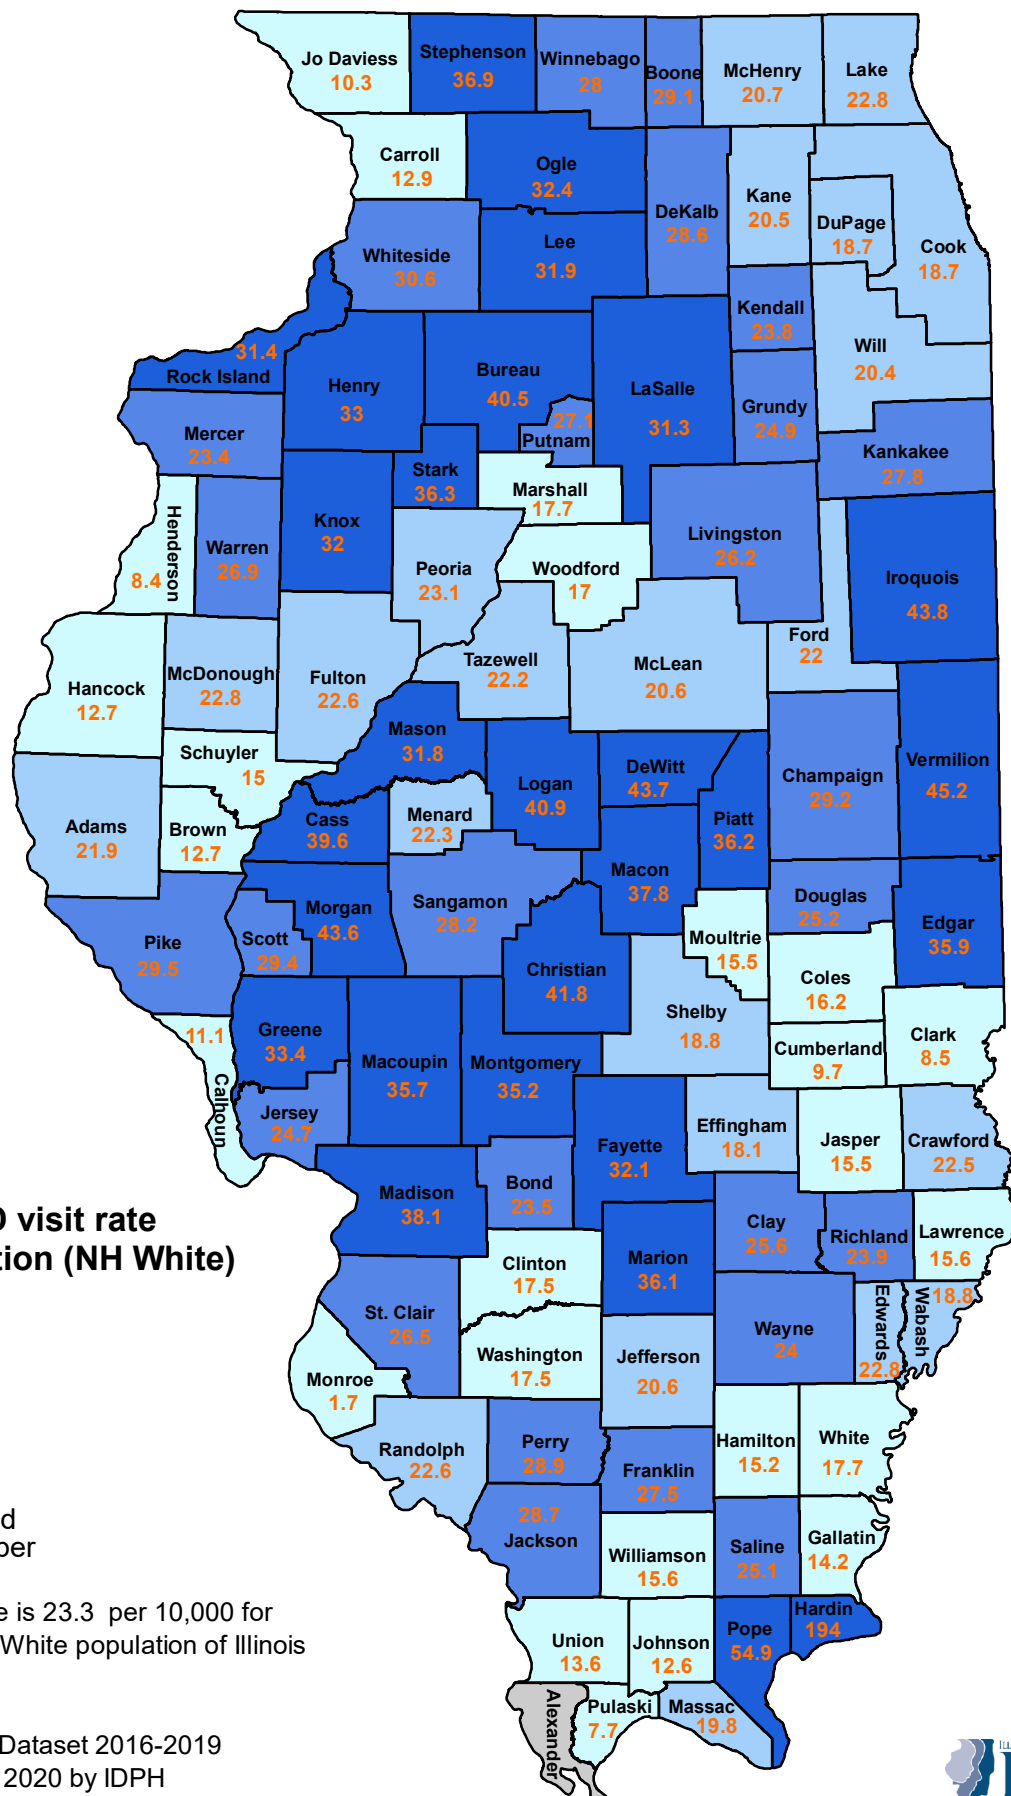 Jo Daviess
10.3
Stephenson
36.9
Winnebago
28
Boone
29.1
McHenry
20.7
Lake
22.8
Carroll
12.9
Ogle
32.4
DeKalb
28.6
Kane
20.5
DuPage
18.7
Cook
18.7
Whiteside
30.6
Lee
31.9
Kendall
23.8
Will
20.4
31.4
Rock Island
Henry
33
Bureau
40.5
27.1
Putnam
LaSalle
31.3
Grundy
24.9
Kankakee
27.8
Mercer
23.4
Stark
36.3
Marshall
17.7
Henderson
8.4
Warren
26.9
Knox
32
Peoria
23.1
Woodford
17
Livingston
26.2
Iroquois
43.8
Ford
22
Hancock
12.7
McDonough
22.8
Fulton
22.6
Tazewell
22.2
McLean
20.6
Mason
31.8
Schuyler
15
Logan
40.9
DeWitt
43.7
Champaign
29.2
Vermilion
45.2
Adams
21.9
Brown
12.7
Cass
39.6
Menard
22.3
Piatt
36.2
Macon
37.8
Douglas
25.2
Edgar
35.9
Pike
29.5
Scott
29.4
Morgan
43.6
Sangamon
28.2
Christian
41.8
Moultrie
15.5
Coles
16.2
Shelby
18.8
Cumberland
9.7
Clark
8.5
11.1
Calhoun
Greene
33.4
Macoupin
35.7
Montgomery
35.2
Jersey
24.7
Fayette
32.1
Effingham
18.1
Jasper
15.5
Crawford
22.5
Madison
38.1
Bond
23.5
Clay
25.6
Richland
23.9
Lawrence
15.6
visit rate
tion (NH White)
Clinton
17.5
Marion
36.1
St. Clair
26.5
Wayne
24
Edwards
22.8
Wabash
18.8
Washington
17.5
Jefferson
20.6
Monroe
1.7
Randolph
22.6
Perry
28.9
Franklin
27.5
Hamilton
15.2
White
17.7
28.7
Jackson
Williamson
15.6
Saline
25.1
Gallatin
14.2
d
per
e is 23.3 per 10,000 for
White population of Illinois
Union
13.6
Johnson
12.6
Pope
54.9
Hardin
194
Alexander
Pulaski
7.7
Massac
19.8
Dataset 2016-2019
2020 by IDPH